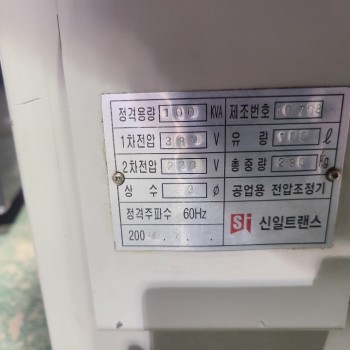 정격용량 100 KVA 제조번호
1차전압 380 V 유 량 ℓ
2차전압 220 V 총중량 230 kg
상 수 3 ø 공업용 전압조정기
정격주파수 60Hz
200 Si 신일트랜스